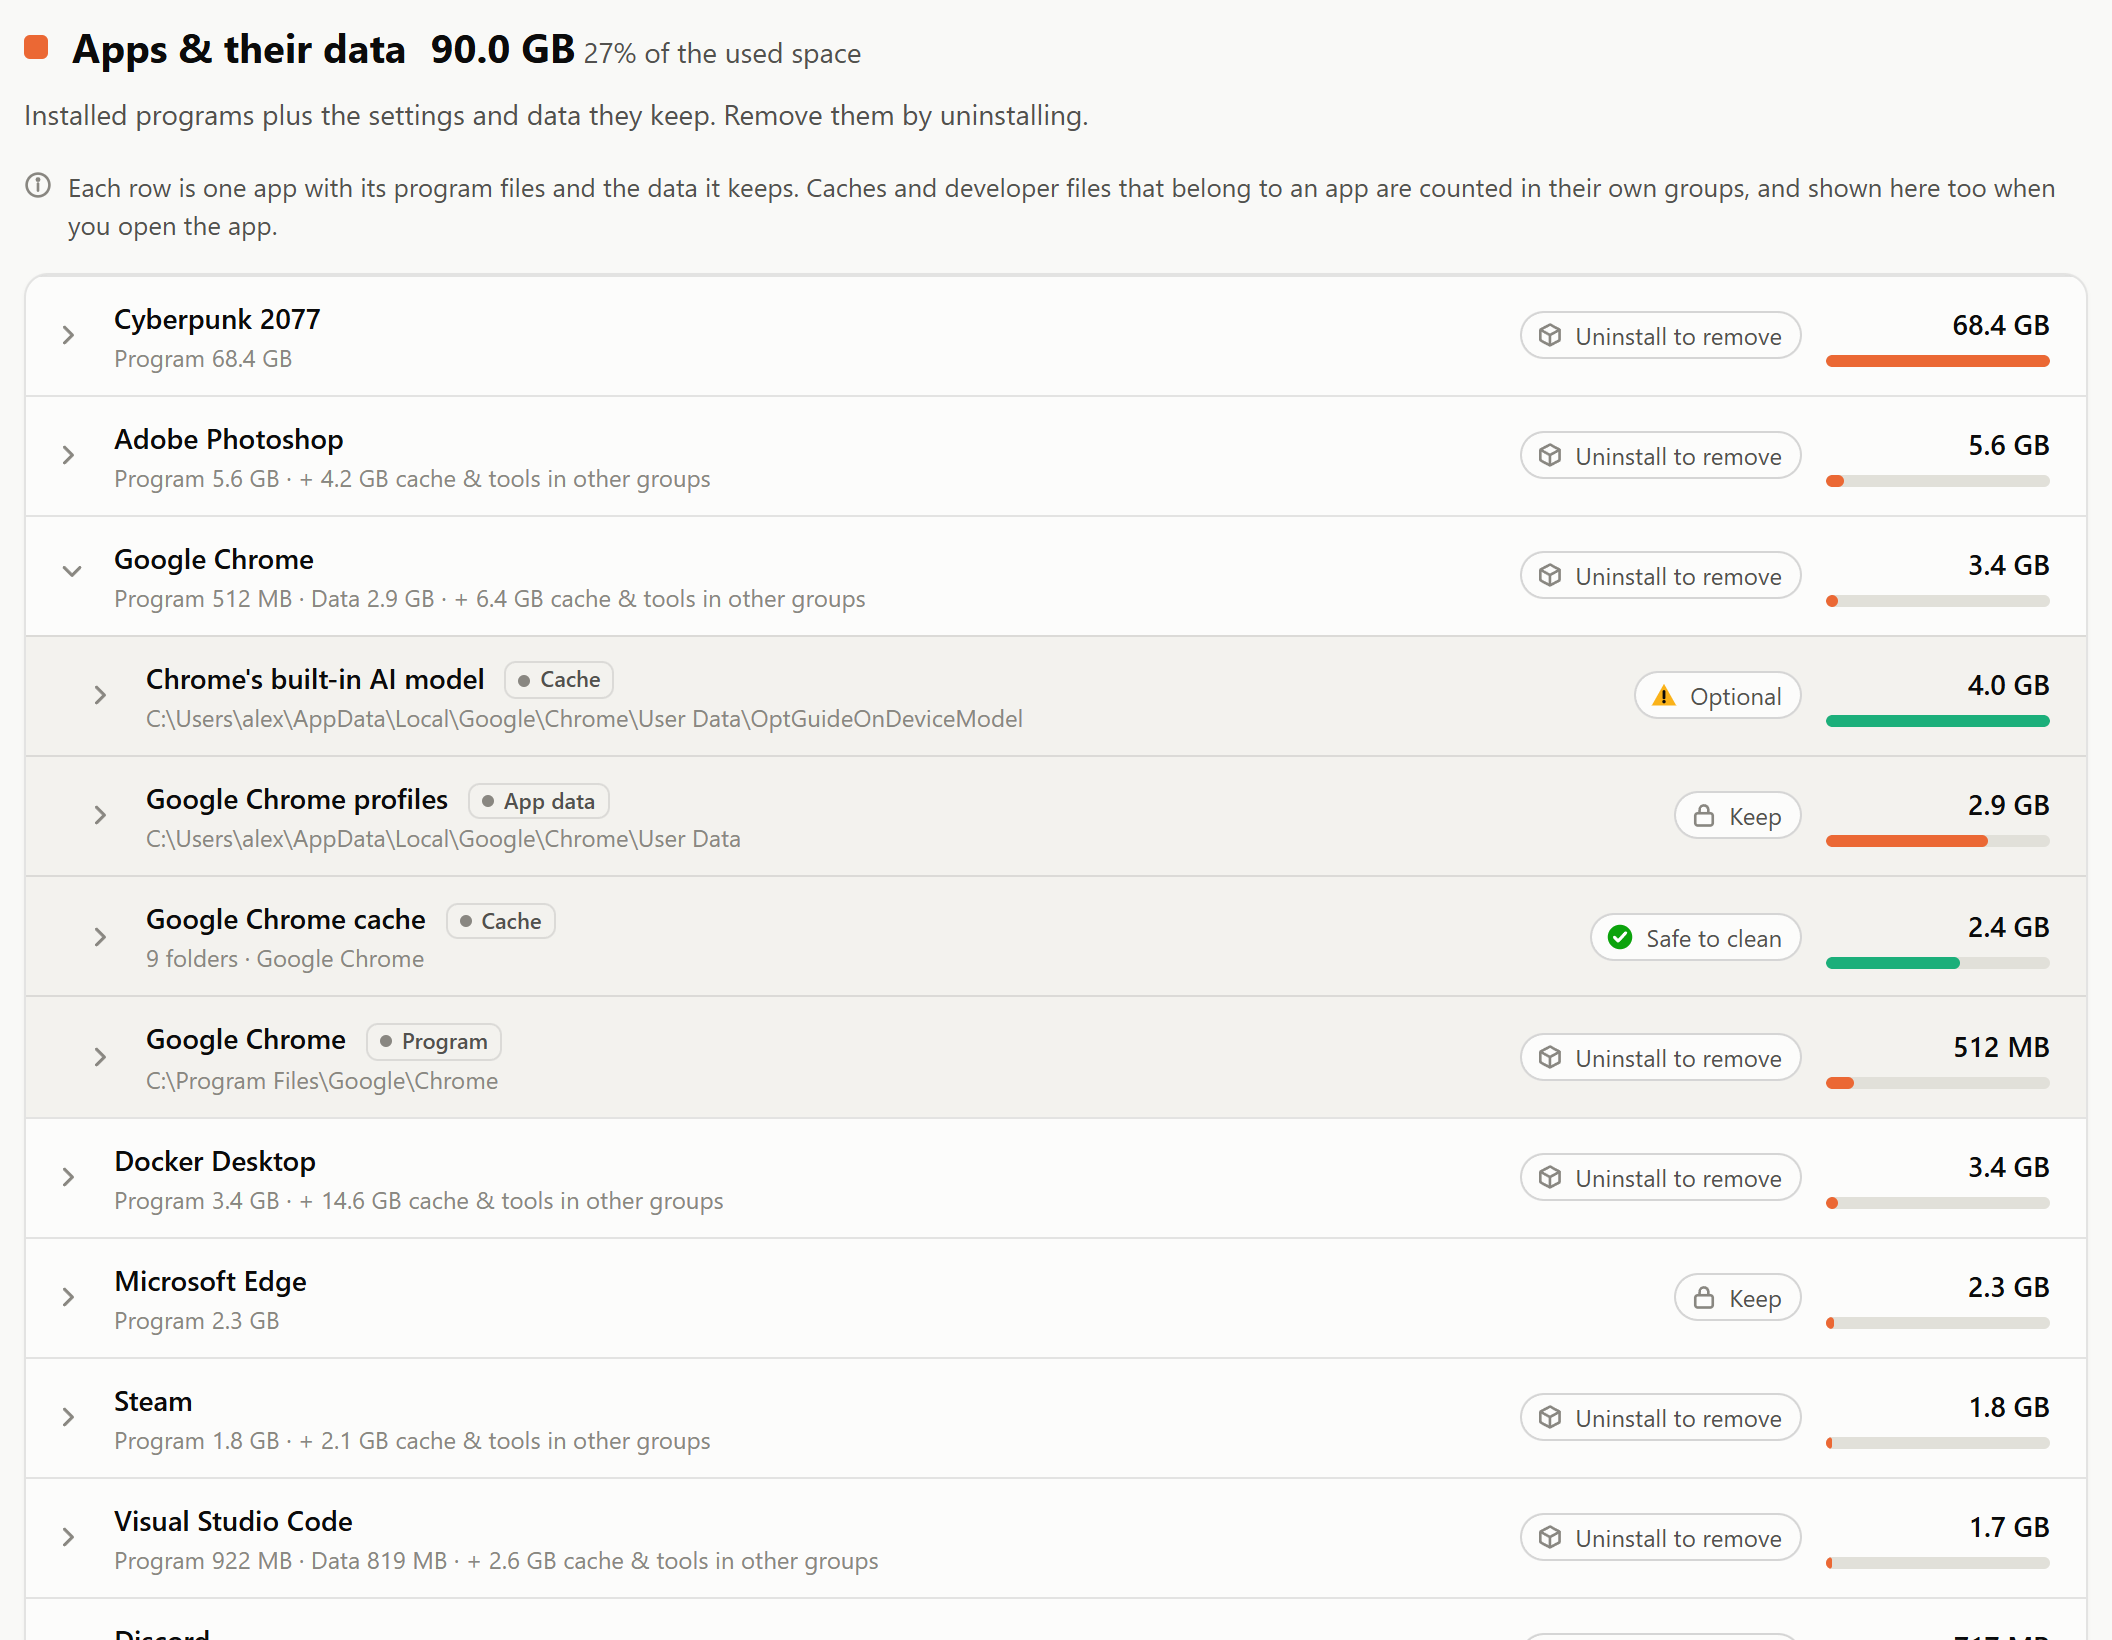 Apps & their data 90.0 GB 27% of the used space
Installed programs plus the settings and data they keep. Remove them by uninstalling.
Each row is one app with its program files and the data it keeps. Caches and developer files that belong to an app are counted in their own groups, and shown here too when
you open the app.
Cyberpunk 2077
Program 68.4 GB
Uninstall to remove
68.4 GB
Adobe Photoshop
Program 5.6 GB · + 4.2 GB cache & tools in other groups
Uninstall to remove
5.6 GB
Google Chrome
Program 512 MB · Data 2.9 GB · + 6.4 GB cache & tools in other groups
Uninstall to remove
3.4 GB
Chrome's built-in AI model Cache
C:\Users\alex\AppData\Local\Google\Chrome\User Data\OptGuideOnDeviceModel
Optional
4.0 GB
Google Chrome profiles App data
C:\Users\alex\AppData\Local\Google\Chrome\User Data
Keep
2.9 GB
Google Chrome cache Cache
9 folders · Google Chrome
Safe to clean
2.4 GB
Google Chrome Program
C:\Program Files\Google\Chrome
Uninstall to remove
512 MB
Docker Desktop
Program 3.4 GB · + 14.6 GB cache & tools in other groups
Uninstall to remove
3.4 GB
Microsoft Edge
Program 2.3 GB
Keep
2.3 GB
Steam
Program 1.8 GB · + 2.1 GB cache & tools in other groups
Uninstall to remove
1.8 GB
Visual Studio Code
Program 922 MB · Data 819 MB · + 2.6 GB cache & tools in other groups
Uninstall to remove
1.7 GB
Discord